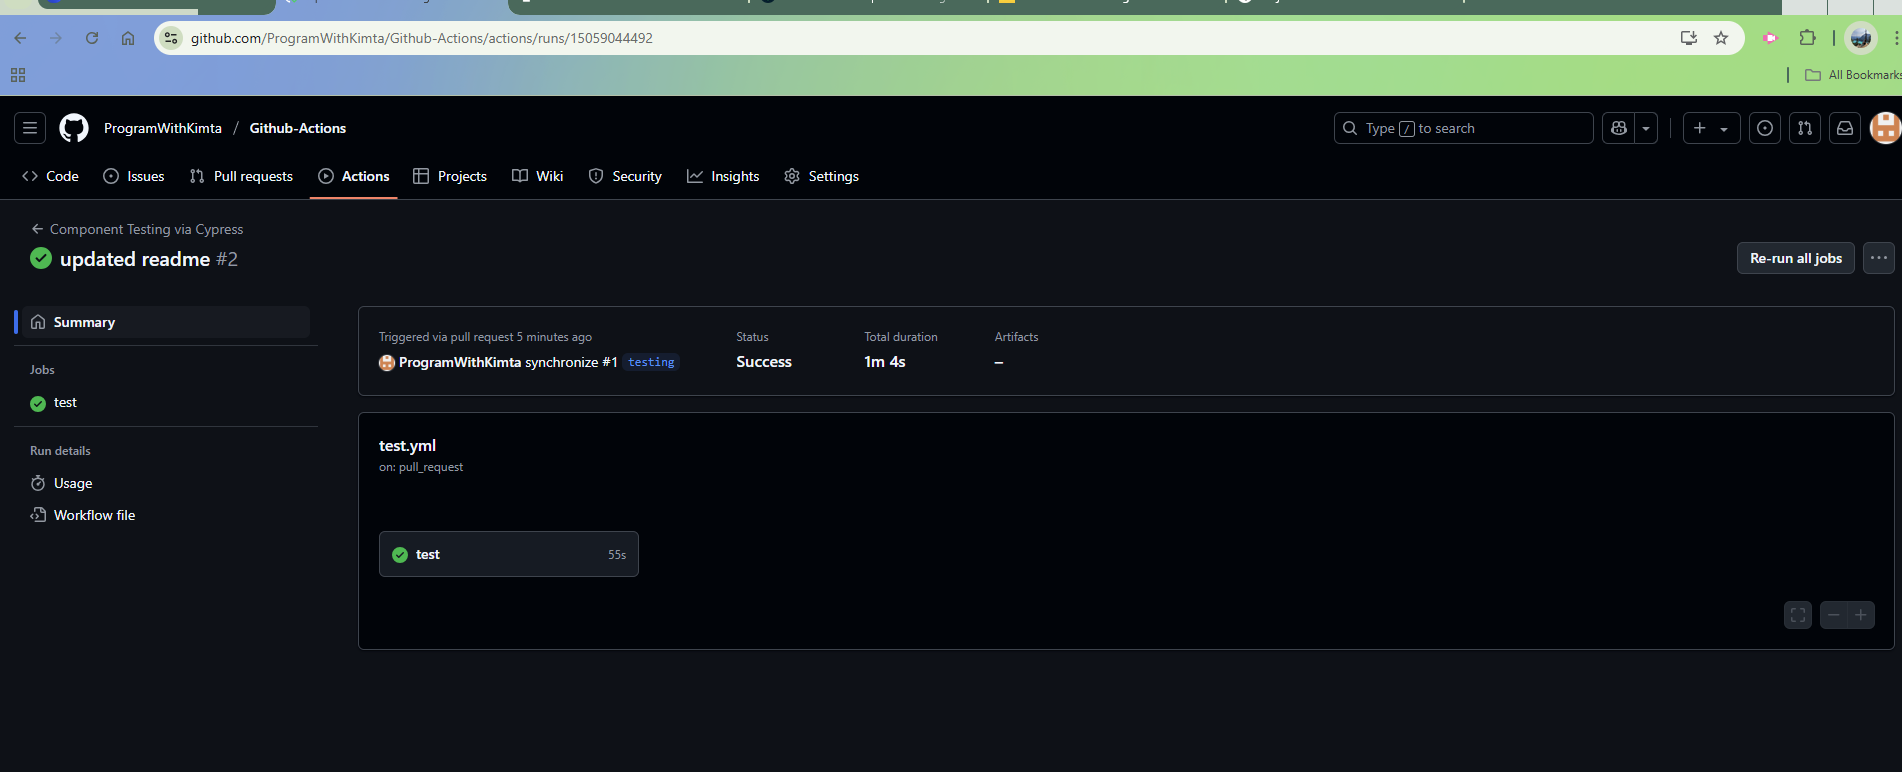 github.com/ProgramWithKimta/Github-Actions/actions/runs/15059044492
All Bookmarks
ProgramWithKimta / Github-Actions
Type / to search
Code
Issues
Pull requests
Actions
Projects
Wiki
Security
Insights
Settings
Component Testing via Cypress
updated readme #2
Re-run all jobs
Summary
Jobs
test
Run details
Usage
Workflow file
Triggered via pull request 5 minutes ago
ProgramWithKimta synchronize #1 testing
Status
Success
Total duration
1m 4s
Artifacts
–
test.yml
on: pull_request
test
55s